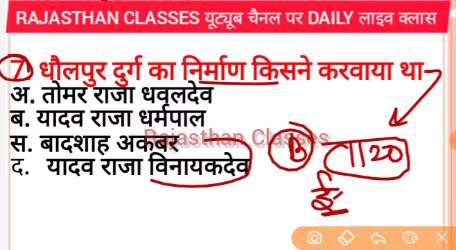 RAJASTHAN CLASSES यूट्यूब चैनल पर DAILY लाइव क्लास
7) धौलपुर दुर्ग का निर्माण किसने करवाया था-
अ. तोमर राजा धवलदेव
ब. यादव राजा धर्मपाल
स. बादशाह अकबर
Rajasthan Classes
B 1120
द. यादव राजा विनायकदेव
ई.